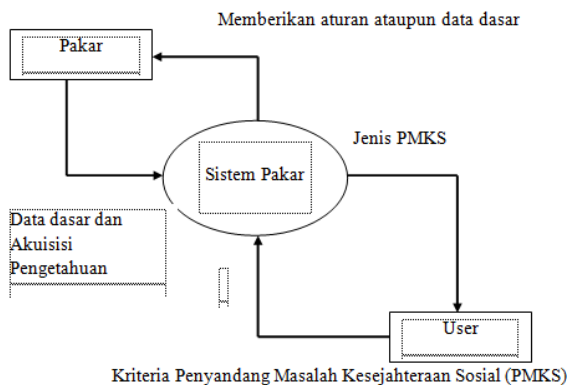 Memberikan aturan ataupun data dasar
Pakar
Jenis PMKS
Sistem Pakar
Data dasar dan
Akuisisi
Pengetahuan
User
Kriteria Penyandang Masalah Kesejahteraan Sosial (PMKS)